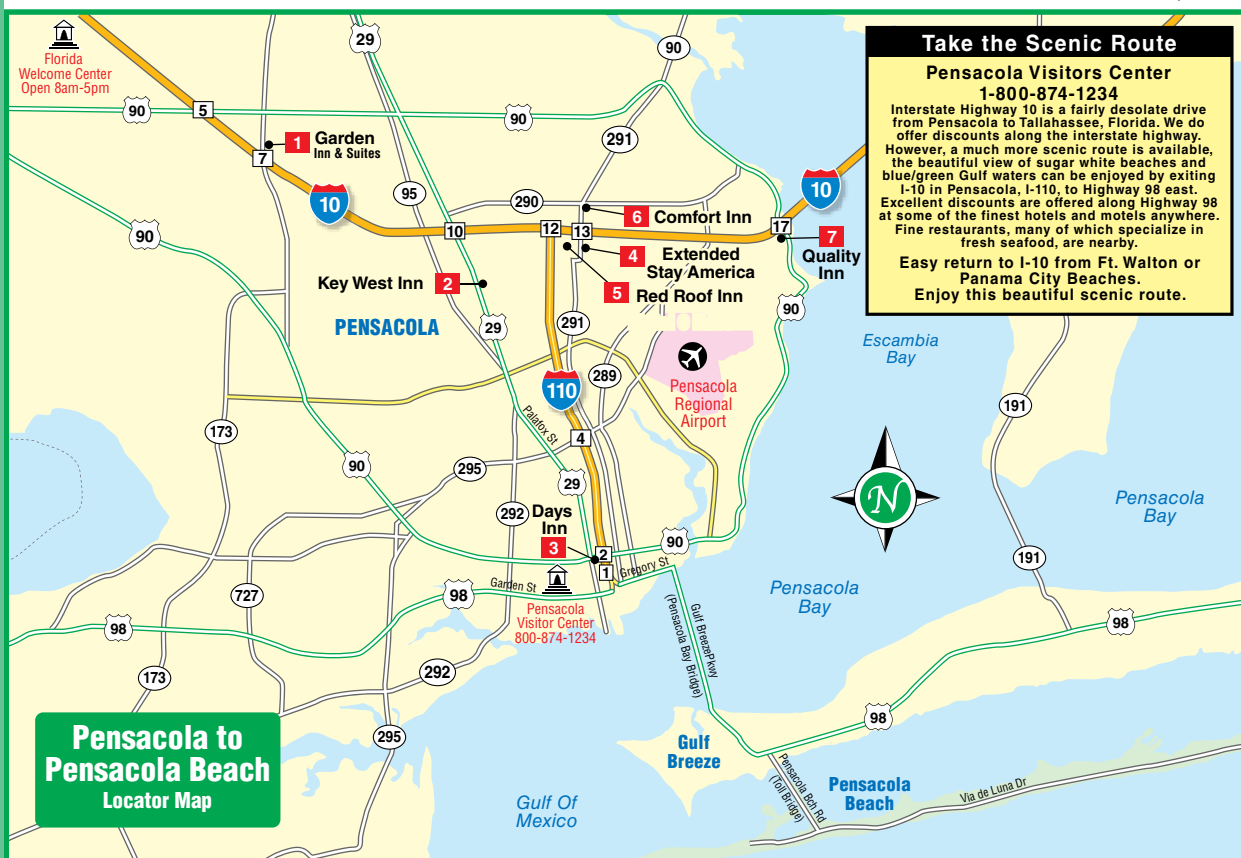 Florida
Welcome Center
Open 8am-5pm
29
90
Take the Scenic Route
Pensacola Visitors Center
1-800-874-1234
Interstate Highway 10 is a fairly desolate drive
from Pensacola to Tallahassee, Florida. We do
offer discounts along the interstate highway.
However, a much more scenic route is available,
the beautiful view of sugar white beaches and
blue/green Gulf waters can be enjoyed by exiting
I-10 in Pensacola, I-110, to Highway 98 east.
Excellent discounts are offered along Highway 98
at some of the finest hotels and motels anywhere.
Fine restaurants, many of which specialize in
fresh seafood, are nearby.
Easy return to I-10 from Ft. Walton or
Panama City Beaches.
Enjoy this beautiful scenic route.
90
5
90
291
1 Garden
Inn & Suites
7
95
10
10
290
6 Comfort Inn
90
10
12
13
17
7
Quality
Inn
4 Extended
Stay America
5 Red Roof Inn
Key West Inn 2
PENSACOLA
29
291
90
Escambia
Bay
110
289
Pensacola
Regional
Airport
191
173
Palafox St
4
90
295
29
N
Pensacola
Bay
292
Days
Inn
3
2
90
1
Gregory St
191
Garden St
Pensacola
Visitor Center
800-874-1234
727
98
98
Pensacola
Bay
Gulf BreezePkwy
(Pensacola Bay Bridge)
98
173
292
98
295
Pensacola to
Pensacola Beach
Locator Map
Gulf
Breeze
Pensacola Bch Rd
(Toll Bridge)
Pensacola
Beach
Via de Luna Dr
Gulf Of
Mexico